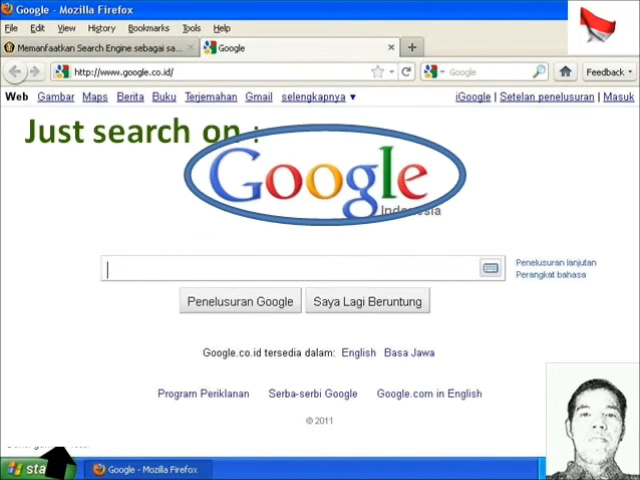 Google - Mozilla Firefox
File Edit View History Bookmarks Tools Help
Memanfaatkan Search Engine sebagai sa... Google
http://www.google.co.id/ Google Feedback
Web Gambar Maps Berita Buku Terjemahan Gmail selengkapnya iGoogle | Setelan penelusuran | Masuk
Just search on :
Google
Indonesia
Penelusuran lanjutan
Perangkat bahasa
Penelusuran Google Saya Lagi Beruntung
Google.co.id tersedia dalam: English Basa Jawa
Program Periklanan Serba-serbi Google Google.com in English
© 2011
sta Google - Mozilla Firefox